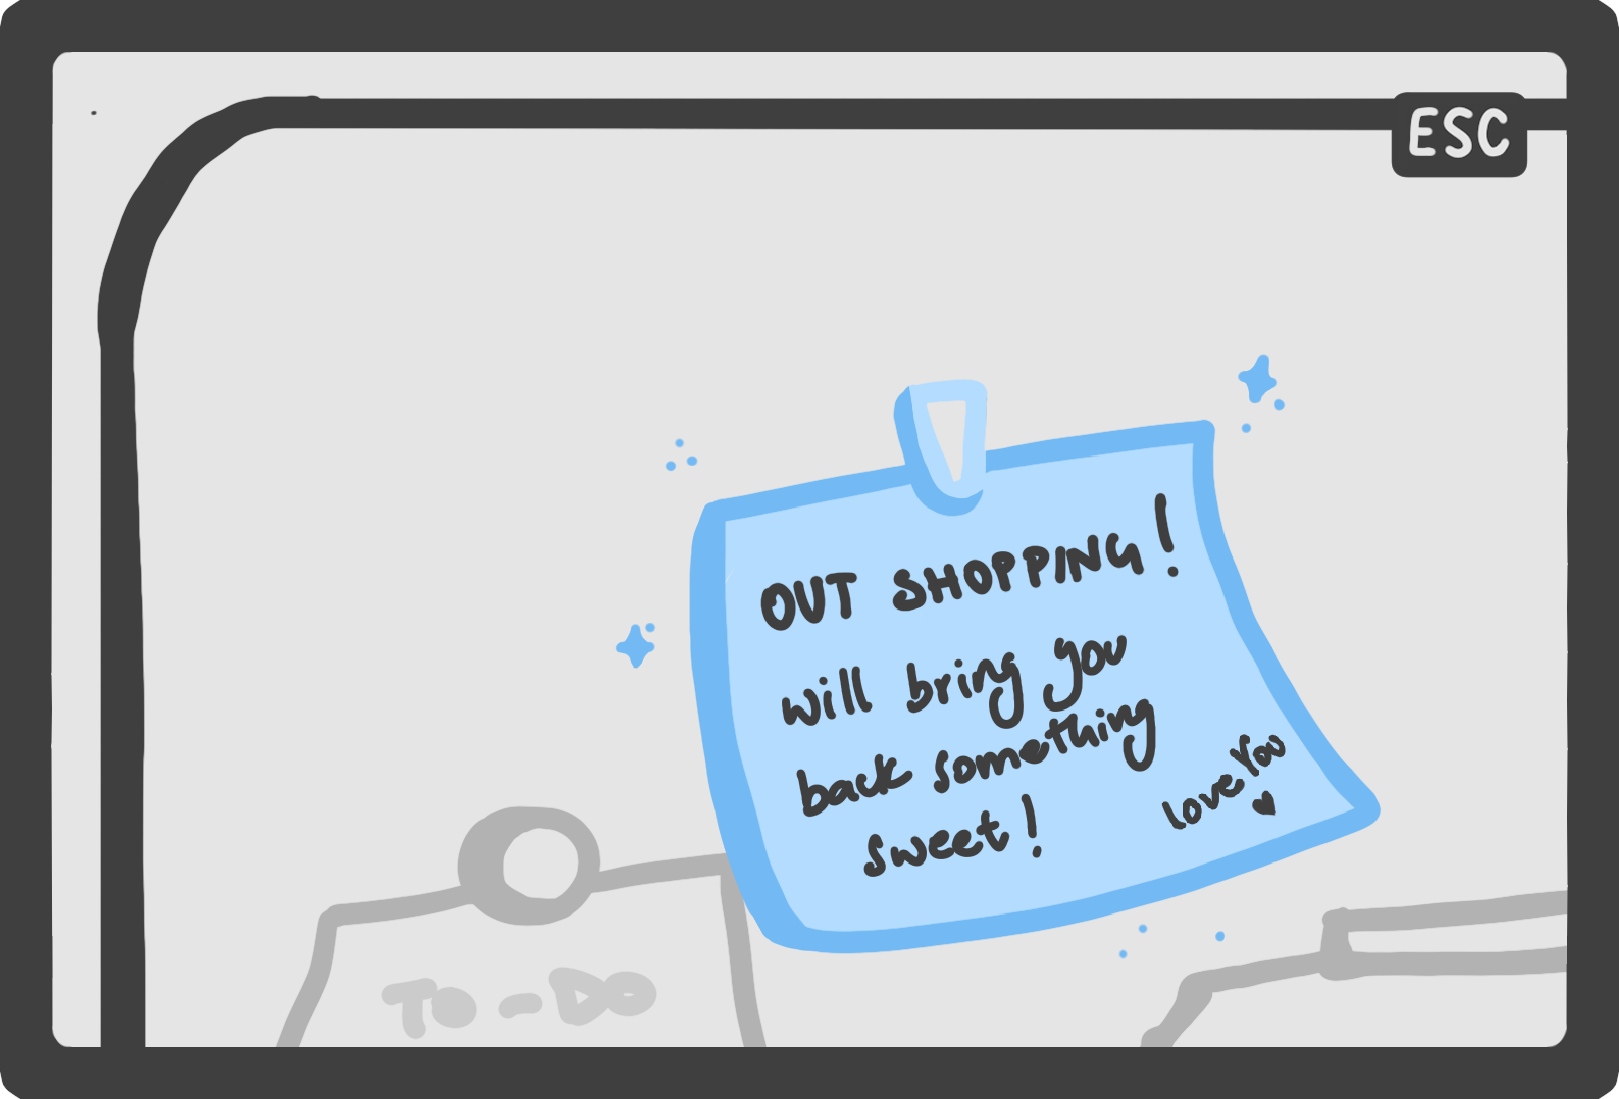 ESC
OUT SHOPPING!
will bring you
back something
sweet!
love You
TO-DO